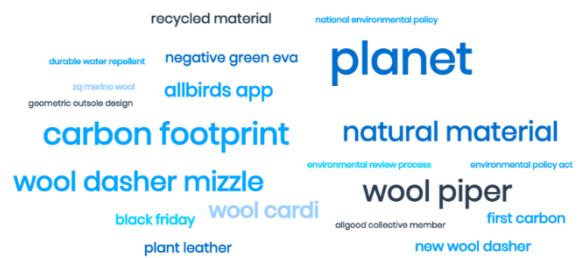 recycled material
national environmental policy
planet
durable water repellent
negative green eva
zq merino wool
allbirds app
geometric outsole design
carbon footprint
natural material
environmental review process
environmental policy act
wool dasher mizzle
wool piper
wool cardi
black friday
first carbon
allgood collective member
plant leather
new wool dasher